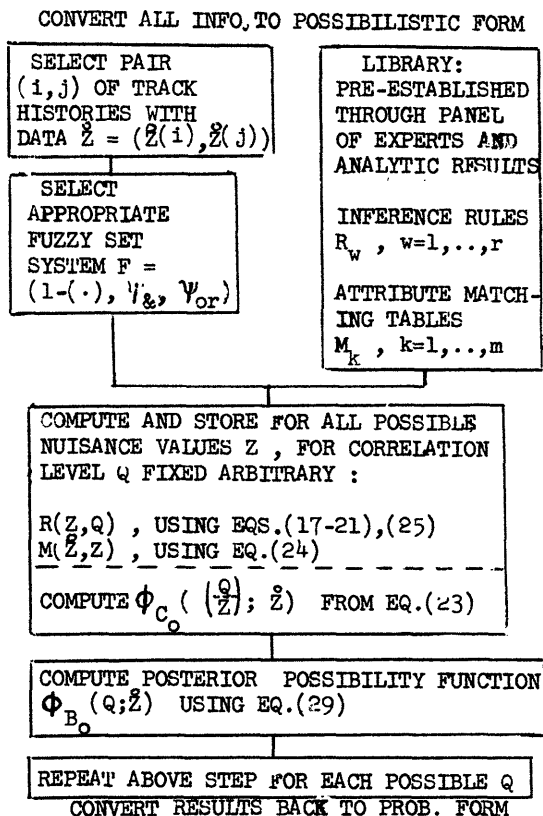 CONVERT ALL INFO. TO POSSIBILISTIC FORM
SELECT PAIR
(i,j) OF TRACK
HISTORIES WITH
DATA Z̊ = (Z̊(i),Z̊(j))
SELECT
APPROPRIATE
FUZZY SET
SYSTEM F =
(1-(·), ψ&, ψor)
LIBRARY:
PRE-ESTABLISHED
THROUGH PANEL
OF EXPERTS AND
ANALYTIC RESULTS
INFERENCE RULES
R_w , w=1,..,r
ATTRIBUTE MATCH-
ING TABLES
M_k , k=1,..,m
COMPUTE AND STORE FOR ALL POSSIBLE
NUISANCE VALUES Z , FOR CORRELATION
LEVEL Q FIXED ARBITRARY :
R(Z,Q) , USING EQS.(17-21),(25)
M(Z̊,Z) , USING EQ.(24)
COMPUTE ϕ_C_o ( (Q/Z); Z̊) FROM EQ.(23)
COMPUTE POSTERIOR POSSIBILITY FUNCTION
ϕ_B_o (Q;Z̊) USING EQ.(29)
REPEAT ABOVE STEP FOR EACH POSSIBLE Q
CONVERT RESULTS BACK TO PROB. FORM